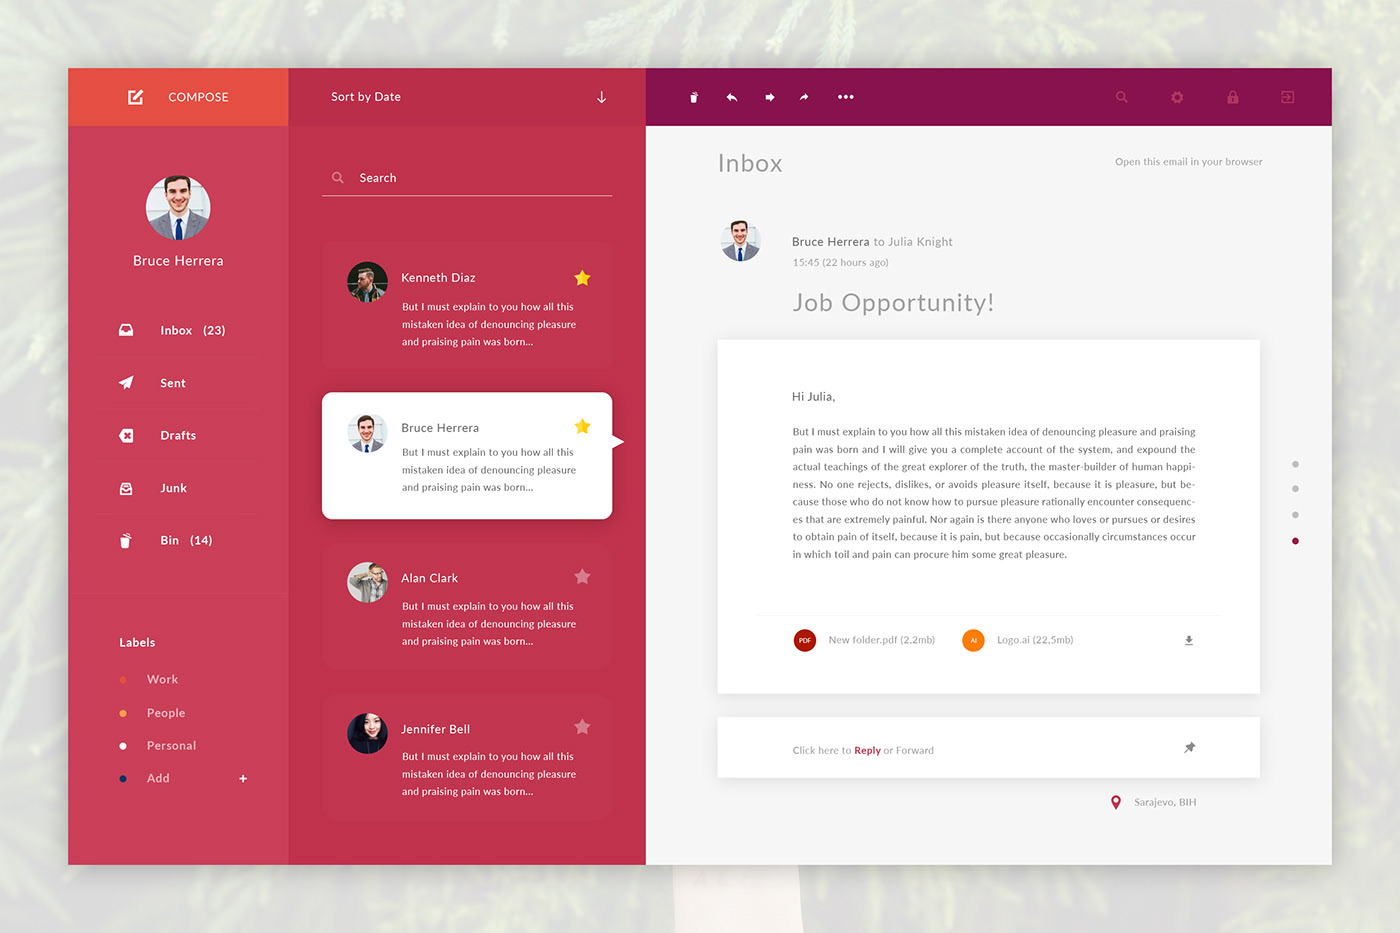 COMPOSE
Bruce Herrera
Inbox (23)
Sent
Drafts
Junk
Bin (14)
Labels
Work
People
Personal
Add +
Sort by Date
Search
Kenneth Diaz
But I must explain to you how all this
mistaken idea of denouncing pleasure
and praising pain was born...
Bruce Herrera
But I must explain to you how all this
mistaken idea of denouncing pleasure
and praising pain was born...
Alan Clark
But I must explain to you how all this
mistaken idea of denouncing pleasure
and praising pain was born...
Jennifer Bell
But I must explain to you how all this
mistaken idea of denouncing pleasure
and praising pain was born...
Inbox
Open this email in your browser
Bruce Herrera to Julia Knight
15:45 (22 hours ago)
Job Opportunity!
Hi Julia,
But I must explain to you how all this mistaken idea of denouncing pleasure and praising
pain was born and I will give you a complete account of the system, and expound the
actual teachings of the great explorer of the truth, the master-builder of human happi-
ness. No one rejects, dislikes, or avoids pleasure itself, because it is pleasure, but be-
cause those who do not know how to pursue pleasure rationally encounter consequenc-
es that are extremely painful. Nor again is there anyone who loves or pursues or desires
to obtain pain of itself, because it is pain, but because occasionally circumstances occur
in which toil and pain can procure him some great pleasure.
PDF New folder.pdf (2,2mb) AI Logo.ai (22,5mb)
Click here to Reply or Forward
Sarajevo, BIH